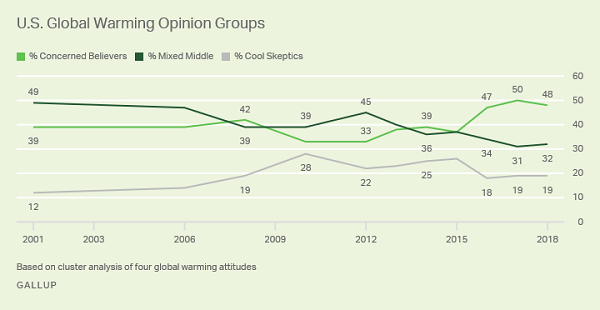 U.S. Global Warming Opinion Groups
% Concerned Believers % Mixed Middle % Cool Skeptics
60
50
40
30
20
10
0
49 42 39 45 39 47 50 48
39 39 33 36 34 31 32
12 19 28 22 25 18 19 19
2001 2003 2006 2009 2012 2015 2018
Based on cluster analysis of four global warming attitudes
GALLUP